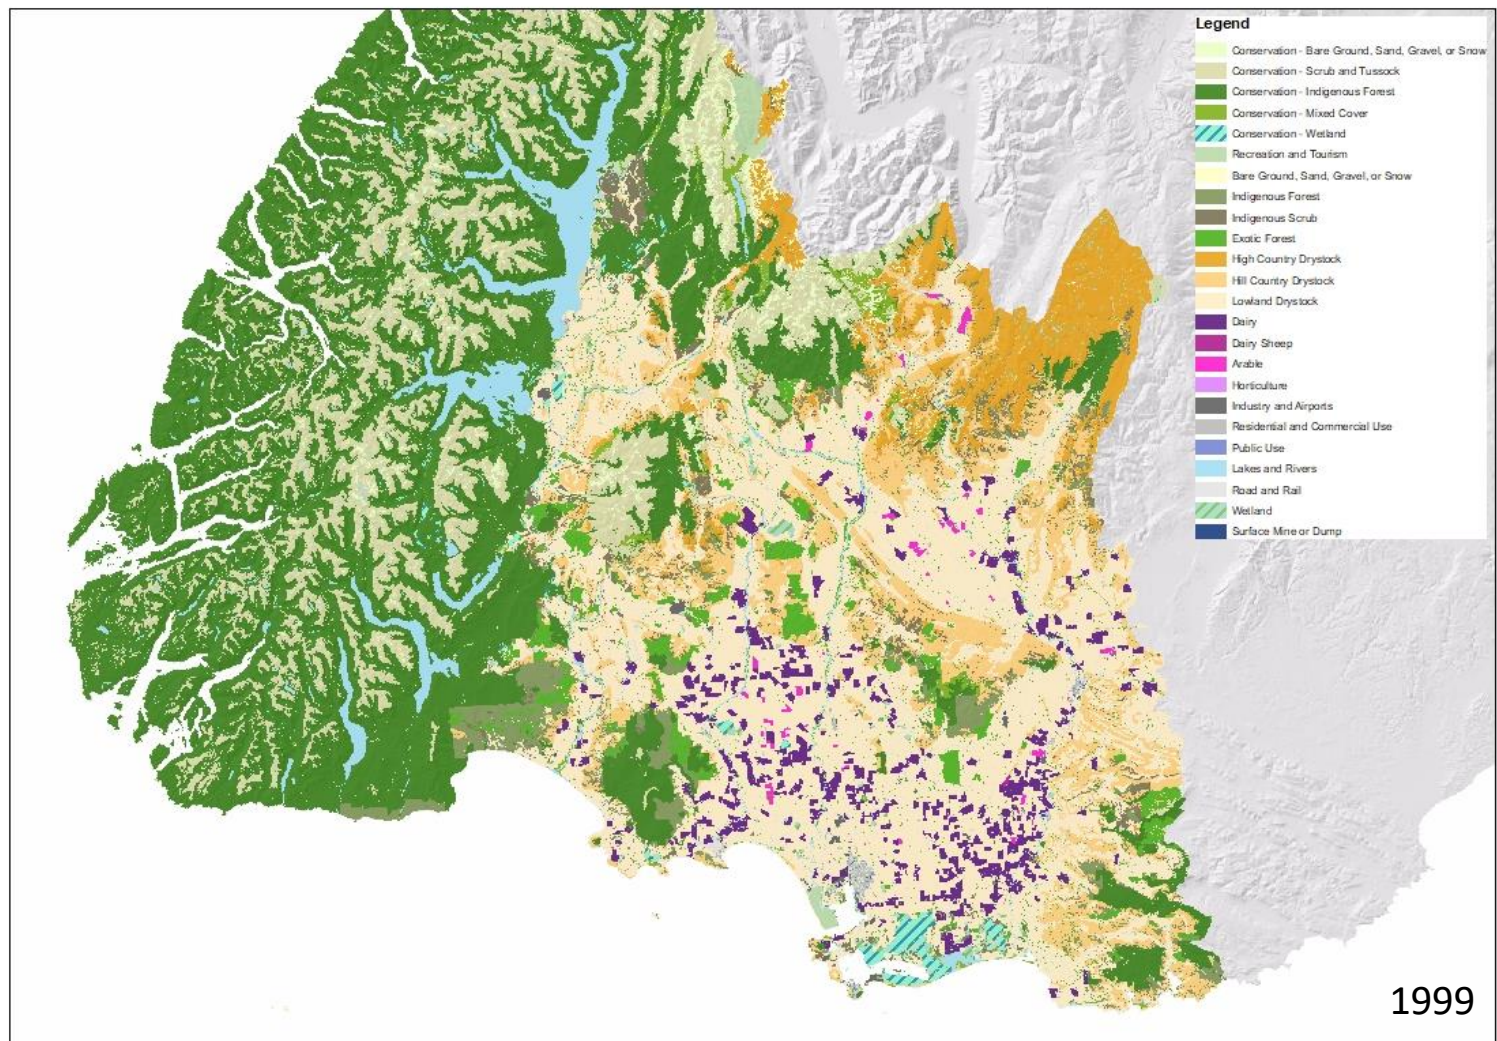 Legend
Conservation - Bare Ground, Sand, Gravel, or Snow
Conservation - Scrub and Tussock
Conservation - Indigenous Forest
Conservation - Mixed Cover
Conservation - Wetland
Recreation and Tourism
Bare Ground, Sand, Gravel, or Snow
Indigenous Forest
Indigenous Scrub
Exotic Forest
High Country Drystock
Hill Country Drystock
Lowland Drystock
Dairy
Dairy Sheep
Arable
Horticulture
Industry and Airports
Residential and Commercial Use
Public Use
Lakes and Rivers
Road and Rail
Wetland
Surface Mine or Dump
1999